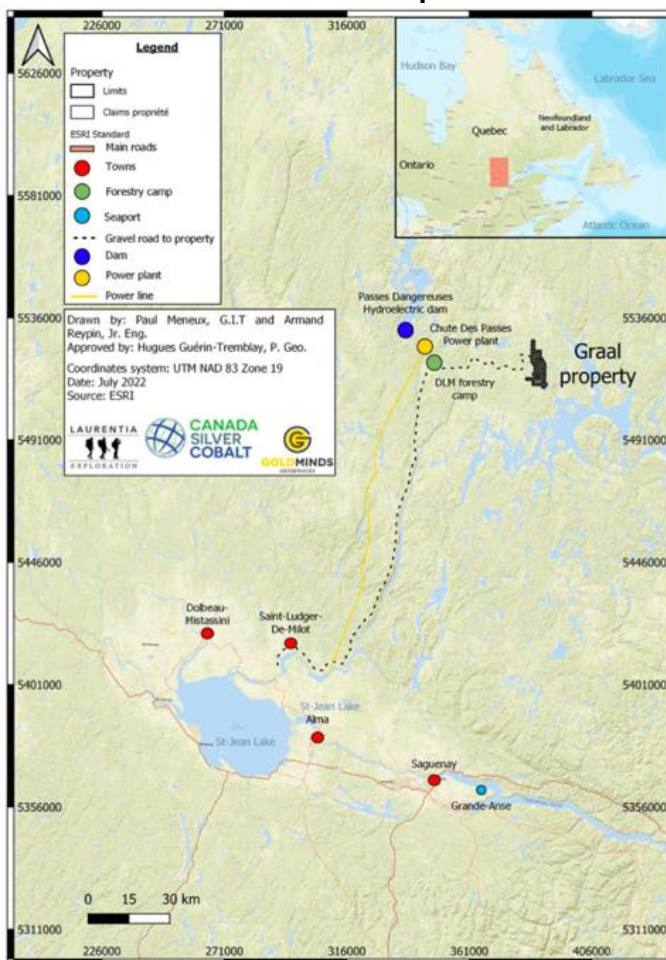 226000 271000 316000 361000 406000
5626000
5581000
5536000
5491000
5446000
5401000
5356000
5311000
Legend
Property
Limits
Claims propriété
ESRI Standard
Main roads
Towns
Forestry camp
Seaport
Gravel road to property
Dam
Power plant
Power line
Drawn by: Paul Meneux, G.I.T and Armand
Reypin, Jr. Eng.
Approved by: Hugues Guérin-Tremblay, P. Geo.
Coordinates system: UTM NAD 83 Zone 19
Date: July 2022
Source: ESRI
LAURENTIA
EXPLORATION
CANADA
SILVER
COBALT
GOLDMINDS
GEOSERVICES
Hudson Bay
Labrador Sea
Quebec
Newfoundland
and Labrador
Ontario
Atlantic Ocean
Passes Dangereuses
Hydroelectric dam
Chute Des Passes
Power plant
DLM forestry
camp
Graal
property
Dolbeau-
Mistassini
Saint-Ludger-
De-Milot
St-Jean Lake
Alma
St-Jean Lake
Saguenay
Grande-Anse
0 15 30 km
5626000
5581000
5536000
5491000
5446000
5401000
5356000
5311000
226000 271000 316000 361000 406000